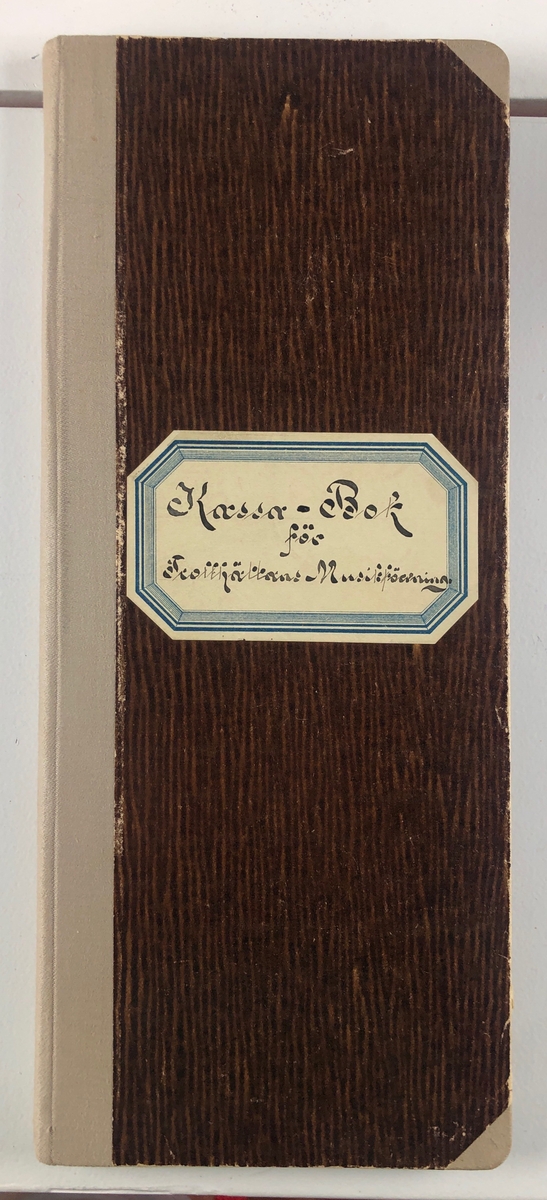 Kassa-Bok
för
Trollhättans Musikförening.